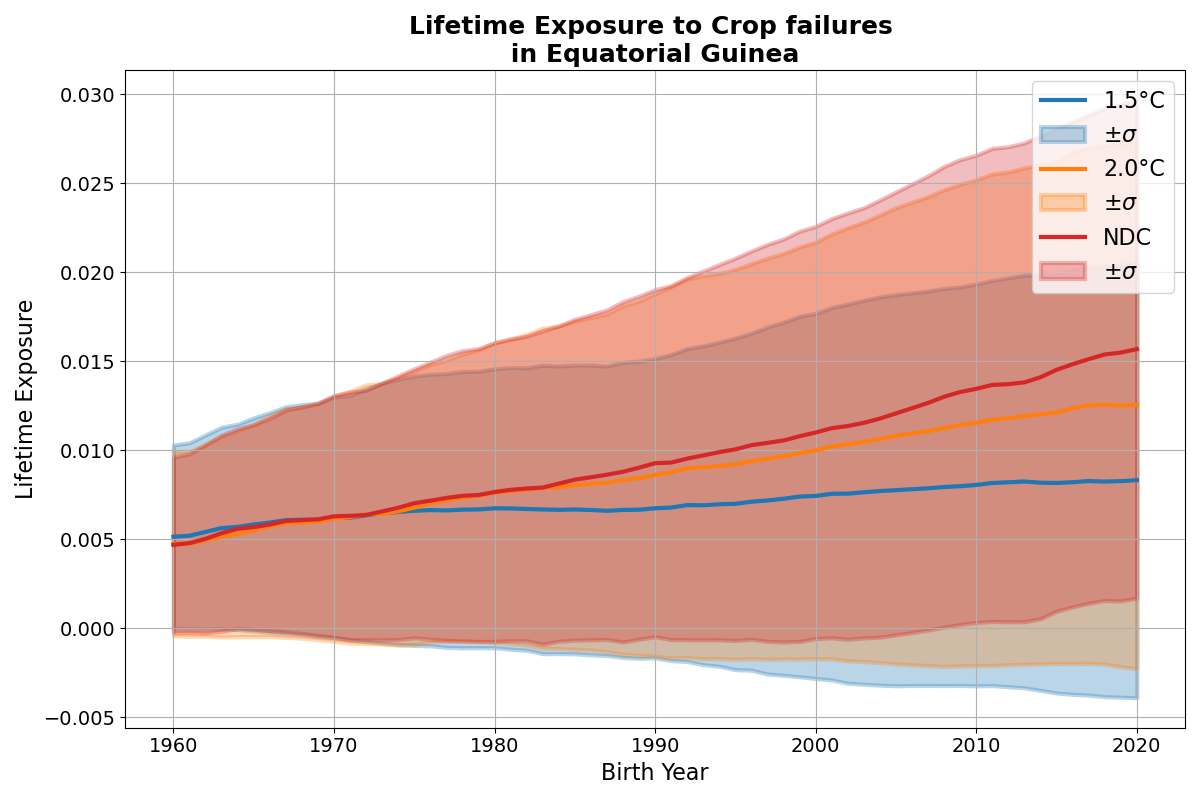 Lifetime Exposure to Crop failures
in Equatorial Guinea
Lifetime Exposure
0.030
0.025
0.020
0.015
0.010
0.005
0.000
−0.005
1.5°C
±σ
2.0°C
±σ
NDC
±σ
1960
1970
1980
1990
2000
2010
2020
Birth Year